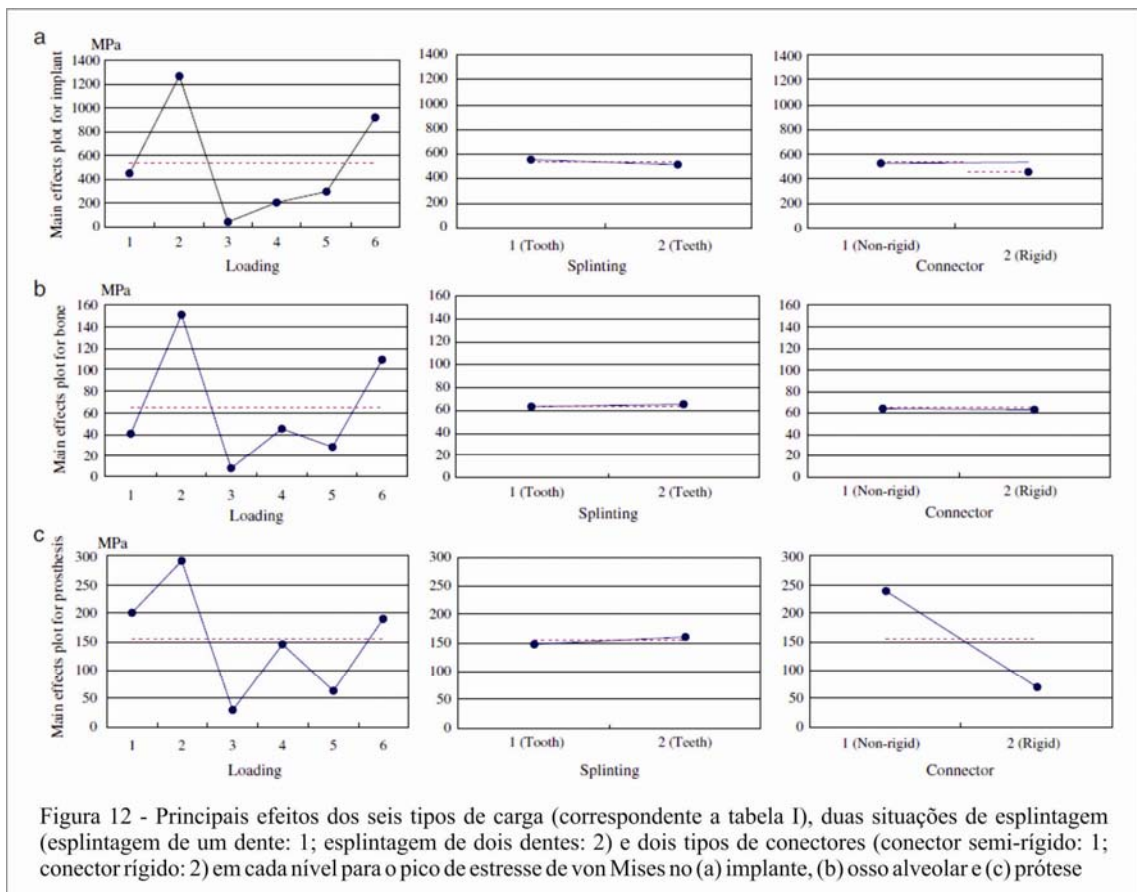 a
MPa
Main effects plot for implant
1400
1200
1000
800
600
400
200
0
1 2 3 4 5 6
Loading
1400
1200
1000
800
600
400
200
0
1 (Tooth) 2 (Teeth)
Splinting
1400
1200
1000
800
600
400
200
0
1 (Non-rigid) 2 (Rigid)
Connector
b
MPa
Main effects plot for bone
160
140
120
100
80
60
40
20
0
1 2 3 4 5 6
Loading
160
140
120
100
80
60
40
20
0
1 (Tooth) 2 (Teeth)
Splinting
160
140
120
100
80
60
40
20
0
1 (Non-rigid) 2 (Rigid)
Connector
c
MPa
Main effects plot for prosthesis
300
250
200
150
100
50
0
1 2 3 4 5 6
Loading
300
250
200
150
100
50
0
1 (Tooth) 2 (Teeth)
Splinting
300
250
200
150
100
50
0
1 (Non-rigid) 2 (Rigid)
Connector
Figura 12 - Principais efeitos dos seis tipos de carga (correspondente a tabela I), duas situações de esplintagem
(esplintagem de um dente: 1; esplintagem de dois dentes: 2) e dois tipos de conectores (conector semi-rígido: 1;
conector rígido: 2) em cada nível para o pico de estresse de von Mises no (a) implante, (b) osso alveolar e (c) prótese